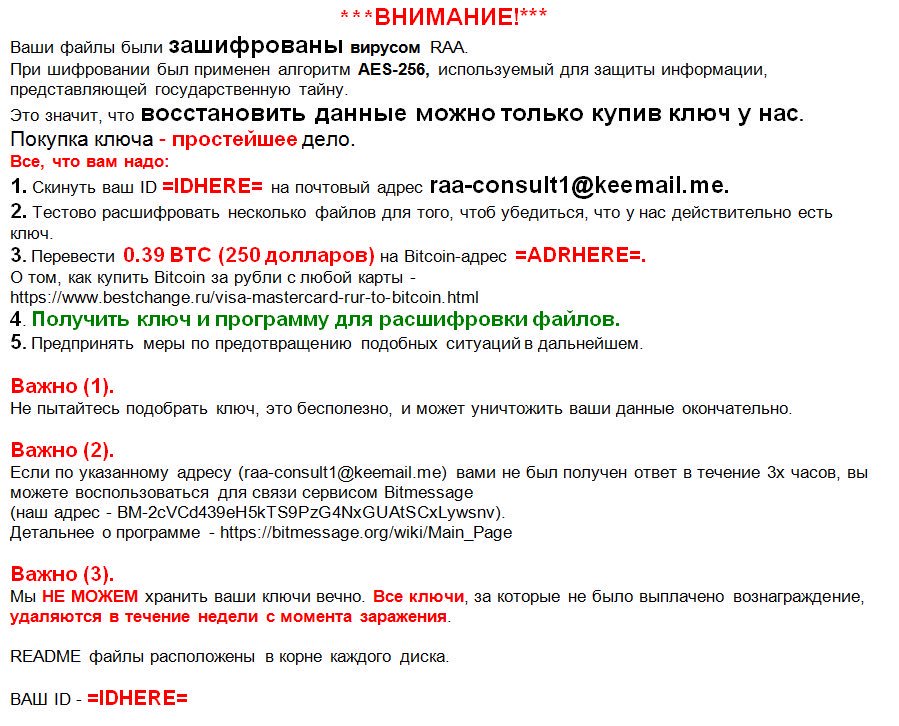 ***ВНИМАНИЕ!***
Ваши файлы были зашифрованы вирусом RAA.
При шифровании был применен алгоритм AES-256, используемый для защиты информации,
представляющей государственную тайну.
Это значит, что восстановить данные можно только купив ключ у нас.
Покупка ключа - простейшее дело.
Все, что вам надо:
1. Скинуть ваш ID =IDHERE= на почтовый адрес raa-consult1@keemail.me.
2. Тестово расшифровать несколько файлов для того, чтоб убедиться, что у нас действительно есть
ключ.
3. Перевести 0.39 BTC (250 долларов) на Bitcoin-адрес =ADRHERE=.
О том, как купить Bitcoin за рубли с любой карты -
https://www.bestchange.ru/visa-mastercard-rur-to-bitcoin.html
4. Получить ключ и программу для расшифровки файлов.
5. Предпринять меры по предотвращению подобных ситуаций в дальнейшем.
Важно (1).
Не пытайтесь подобрать ключ, это бесполезно, и может уничтожить ваши данные окончательно.
Важно (2).
Если по указанному адресу (raa-consult1@keemail.me) вами не был получен ответ в течение 3х часов, вы
можете воспользоваться для связи сервисом Bitmessage
(наш адрес - BM-2cVCd439eH5kTS9PzG4NxGUAtSCxLywsnv).
Детальнее о программе - https://bitmessage.org/wiki/Main_Page
Важно (3).
Мы НЕ МОЖЕМ хранить ваши ключи вечно. Все ключи, за которые не было выплачено вознаграждение,
удаляются в течение недели с момента заражения.
README файлы расположены в корне каждого диска.
ВАШ ID - =IDHERE=